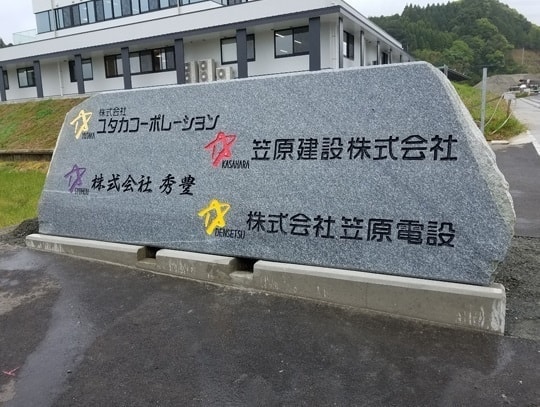 株式会社
ユタカコーポレーション
笠原建設株式会社
KASAHARA
株式会社 秀豊
株式会社笠原電設
DENSETSU